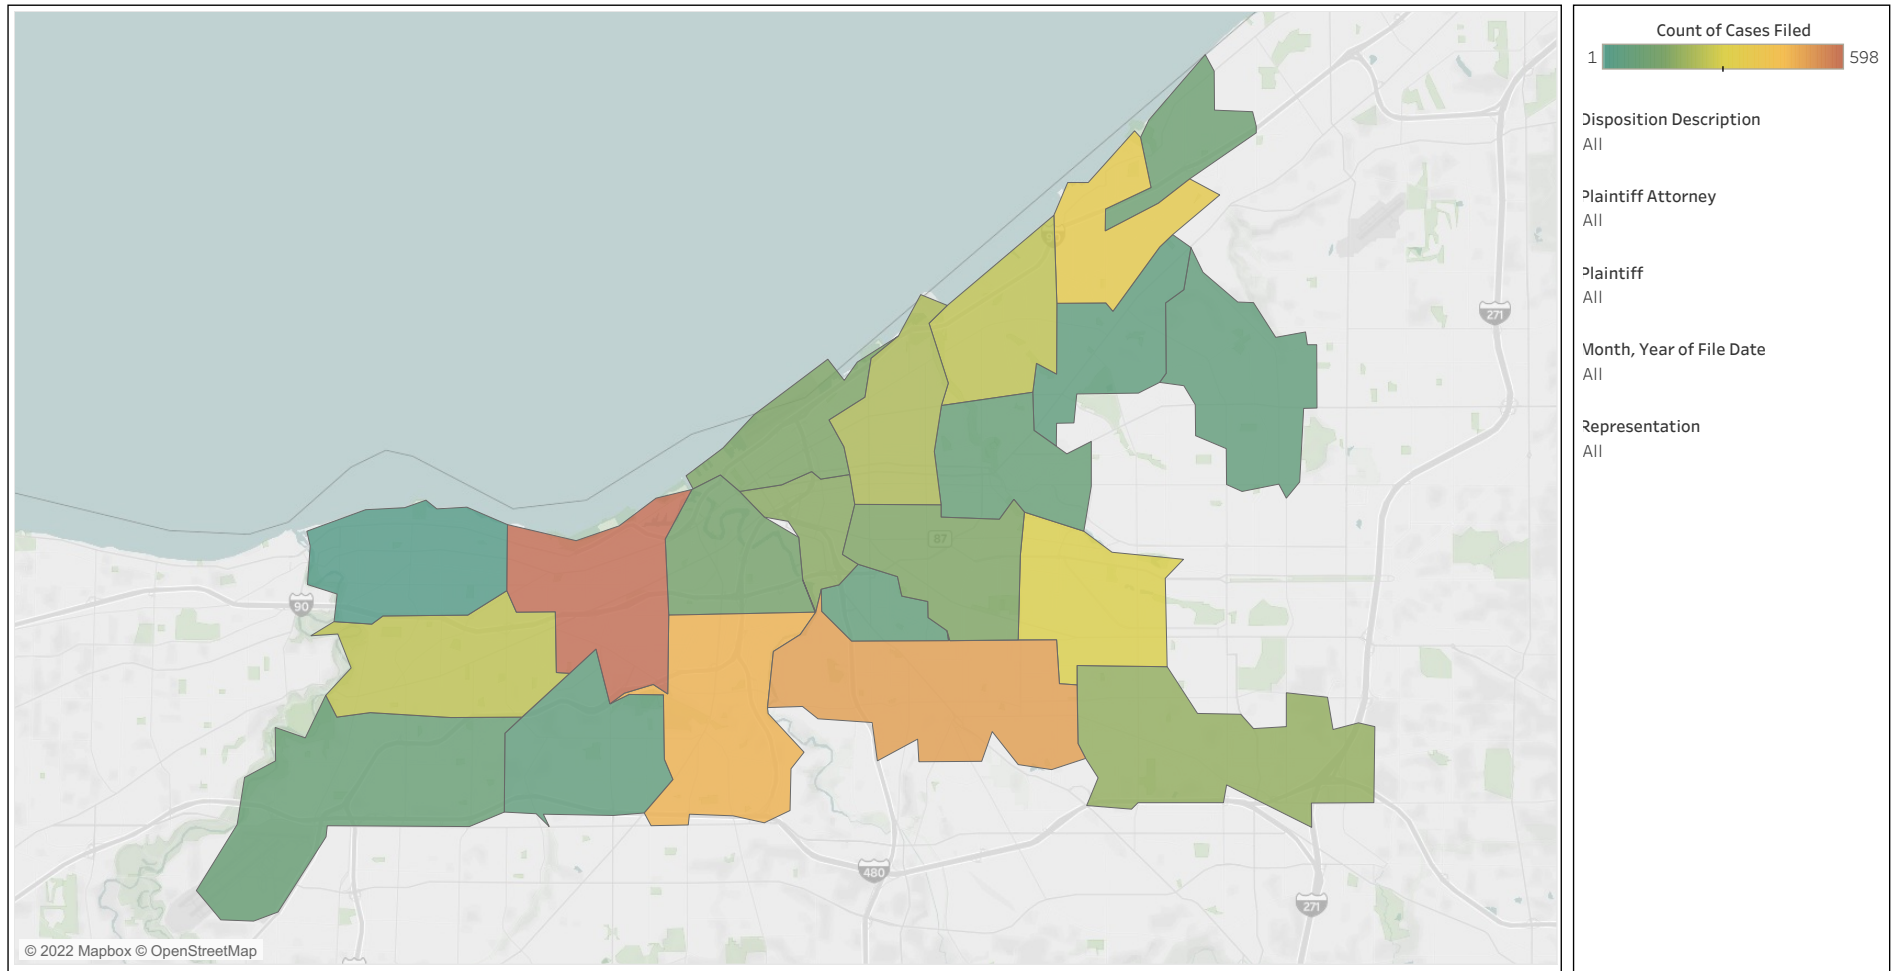 Count of Cases Filed
1 598
Disposition Description
All
Plaintiff Attorney
All
Plaintiff
All
Month, Year of File Date
All
Representation
All
271
87
90
480
271
© 2022 Mapbox © OpenStreetMap